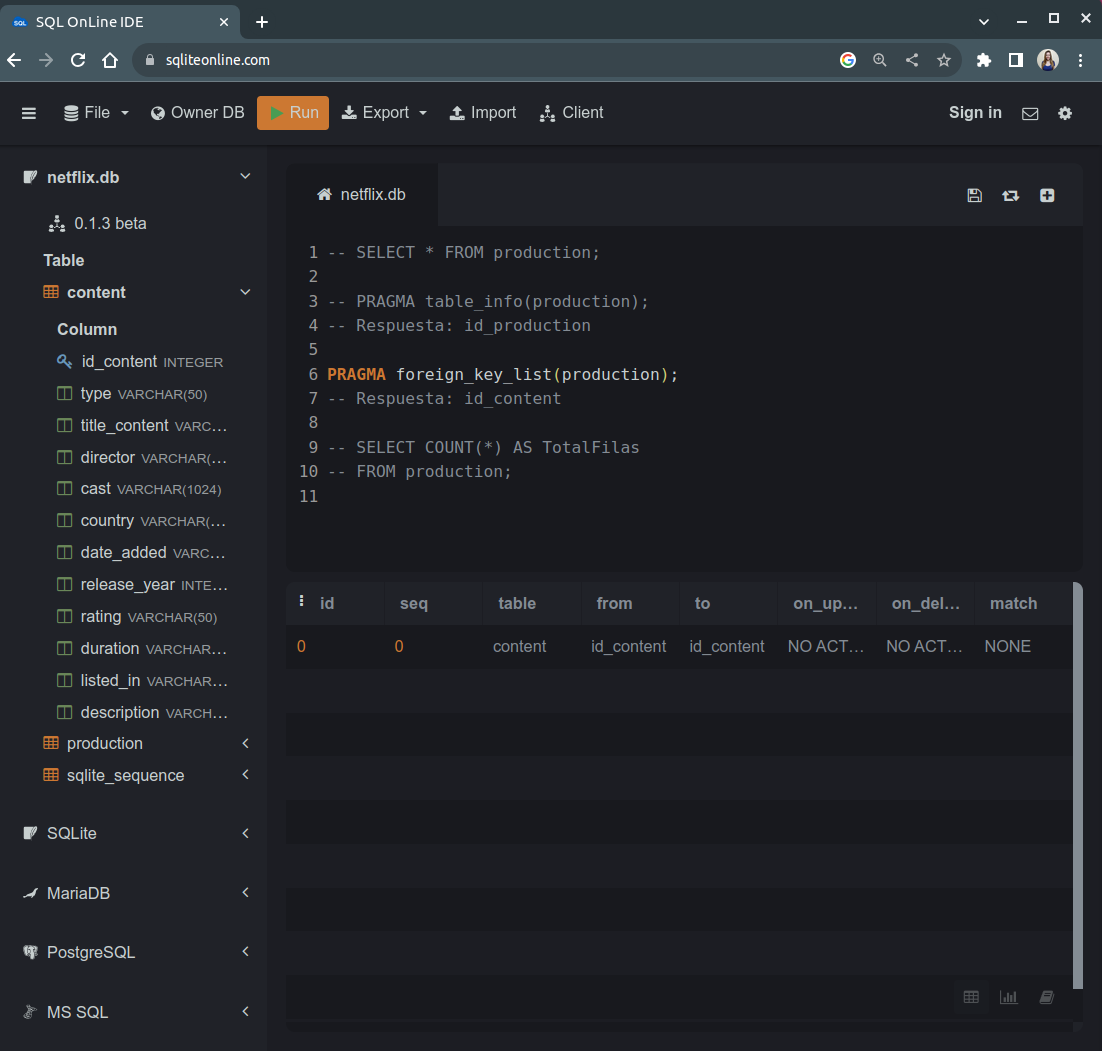 SQL OnLine IDE
sqliteonline.com
File Owner DB Run Export Import Client Sign in
netflix.db
0.1.3 beta
Table
content
Column
id_content INTEGER
type VARCHAR(50)
title_content VARC...
director VARCHAR(...
cast VARCHAR(1024)
country VARCHAR(...
date_added VARC...
release_year INTE...
rating VARCHAR(50)
duration VARCHAR...
listed_in VARCHAR...
description VARCH...
production
sqlite_sequence
SQLite
MariaDB
PostgreSQL
MS SQL
netflix.db
1 -- SELECT * FROM production;
2
3 -- PRAGMA table_info(production);
4 -- Respuesta: id_production
5
6 PRAGMA foreign_key_list(production);
7 -- Respuesta: id_content
8
9 -- SELECT COUNT(*) AS TotalFilas
10 -- FROM production;
11
id seq table from to on_up... on_del... match
0 0 content id_content id_content NO ACT... NO ACT... NONE